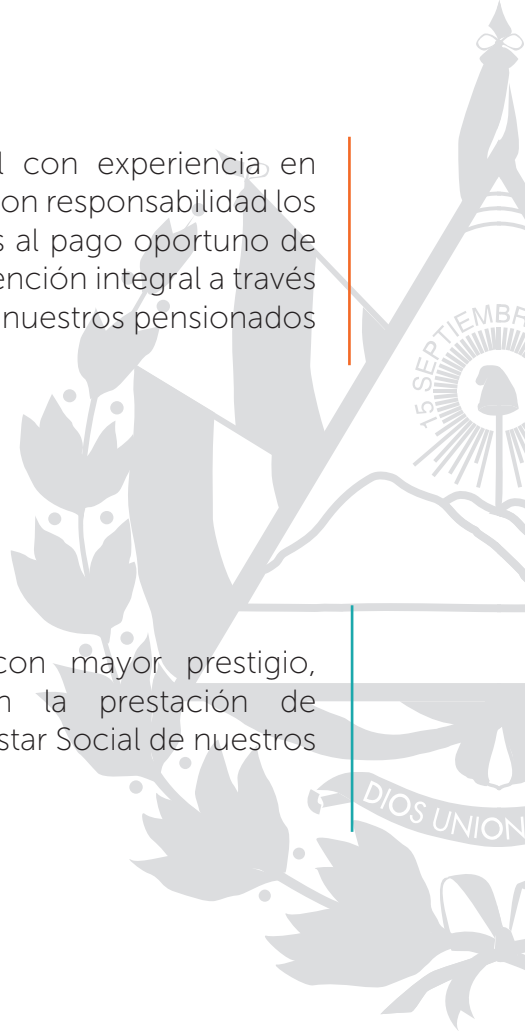 con experiencia en
on responsabilidad los
s al pago oportuno de
ención integral a través
nuestros pensionados
15 SEPTIEMBR
con mayor prestigio,
n la prestación de
star Social de nuestros
DIOS UNION